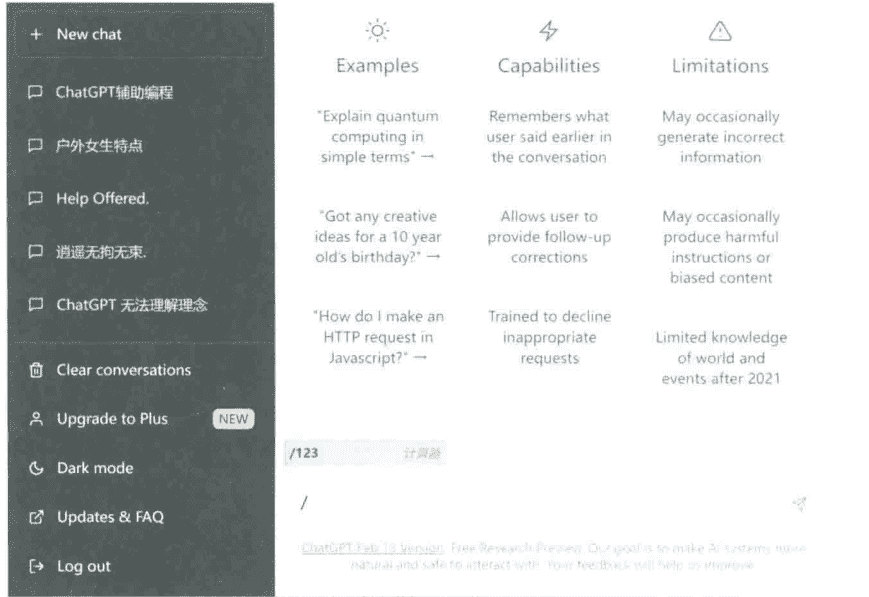 New chat
ChatGPT辅助编程
户外女生特点
Help Offered.
逍遥无拘无束.
ChatGPT 无法理解理念
Clear conversations
Upgrade to Plus NEW
Dark mode
Updates & FAQ
Log out
Examples
"Explain quantum
computing in
simple terms" →
"Got any creative
ideas for a 10 year
old's birthday?" →
"How do I make an
HTTP request in
Javascript?" →
Capabilities
Remembers what
user said earlier in
the conversation
Allows user to
provide follow-up
corrections
Trained to decline
inappropriate
requests
Limitations
May occasionally
generate incorrect
information
May occasionally
produce harmful
instructions or
biased content
Limited knowledge
of world and
events after 2021
/123 计算器
/
ChatGPT Feb 13 Version. Free Research Preview. Our goal is to make AI systems more
natural and safe to interact with. Your feedback will help us improve.